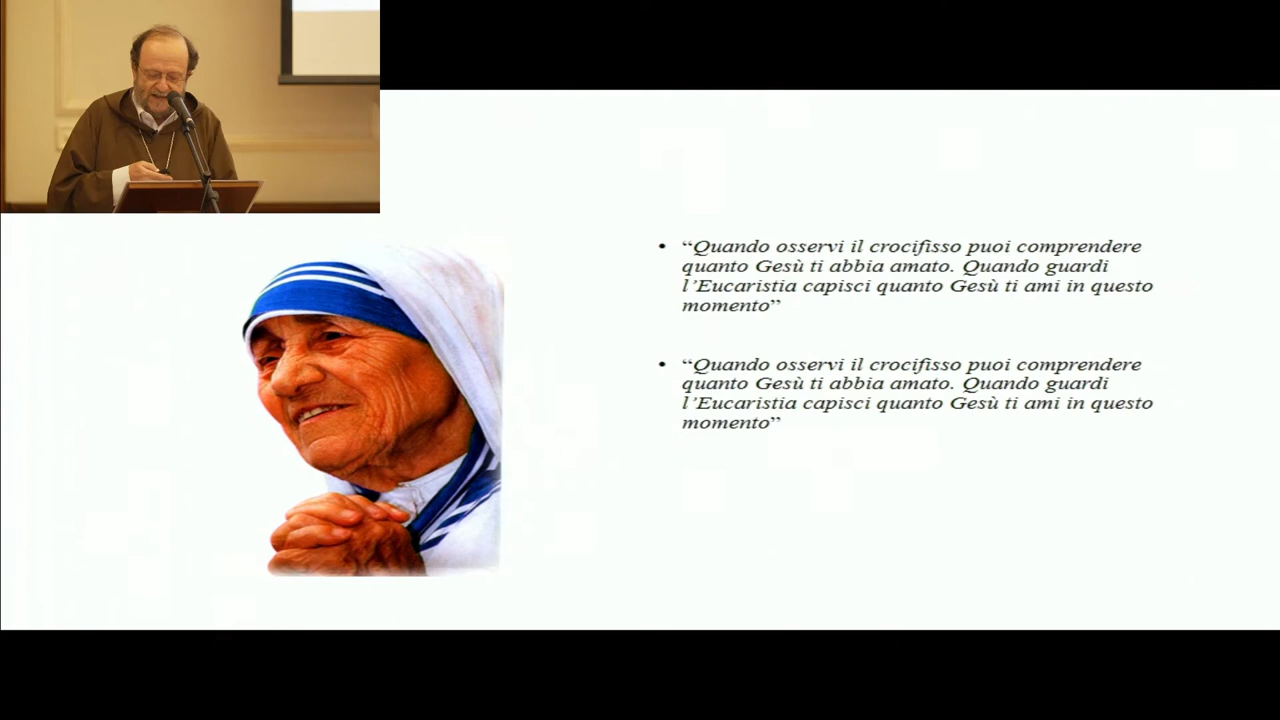 • “Quando osservi il crocifisso puoi comprendere
quanto Gesù ti abbia amato. Quando guardi
l’Eucaristia capisci quanto Gesù ti ami in questo
momento”
• “Quando osservi il crocifisso puoi comprendere
quanto Gesù ti abbia amato. Quando guardi
l’Eucaristia capisci quanto Gesù ti ami in questo
momento”